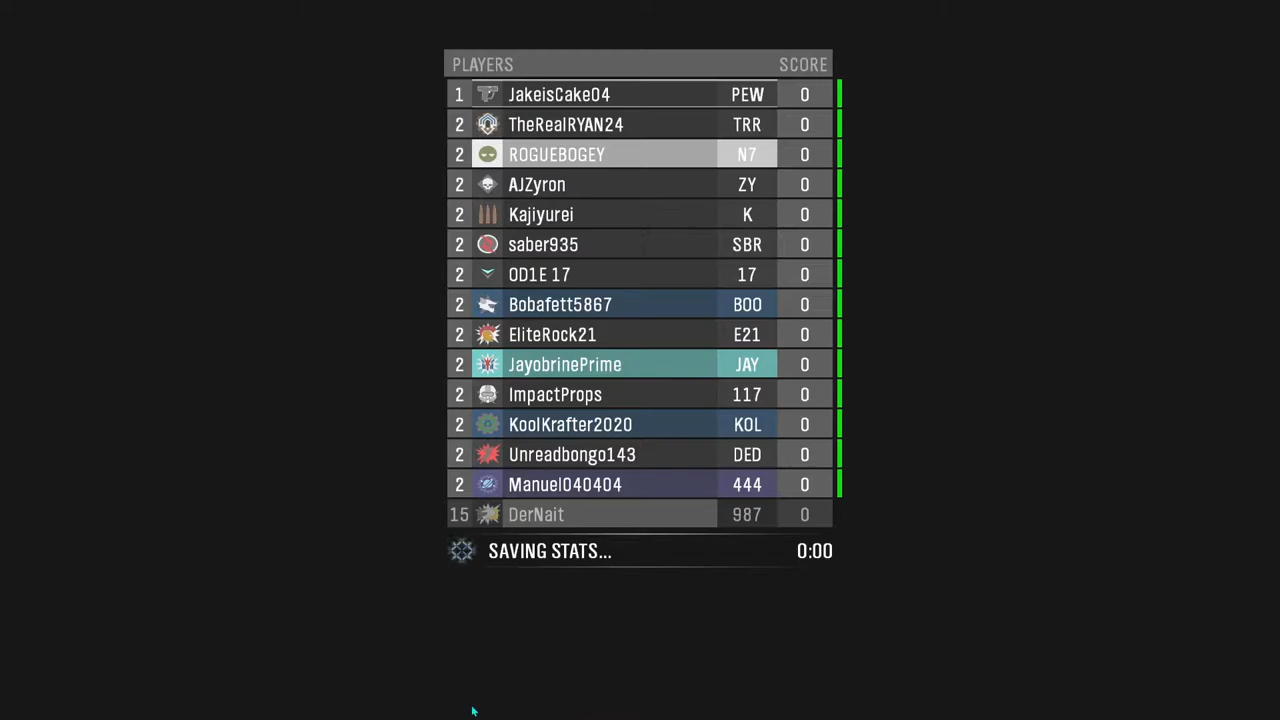 PLAYERS SCORE
1 JakeisCake04 PEW 0
2 TheRealRYAN24 TRR 0
2 ROGUEBOGEY N7 0
2 AJZyron ZY 0
2 Kajiyurei K 0
2 saber935 SBR 0
2 OD1E 17 17 0
2 Bobafett5867 BOO 0
2 EliteRock21 E21 0
2 JayobrinePrime JAY 0
2 ImpactProps 117 0
2 KoolKrafter2020 KOL 0
2 Unreadbongo143 DED 0
2 Manuel040404 444 0
15 DerNait 987 0
SAVING STATS... 0:00